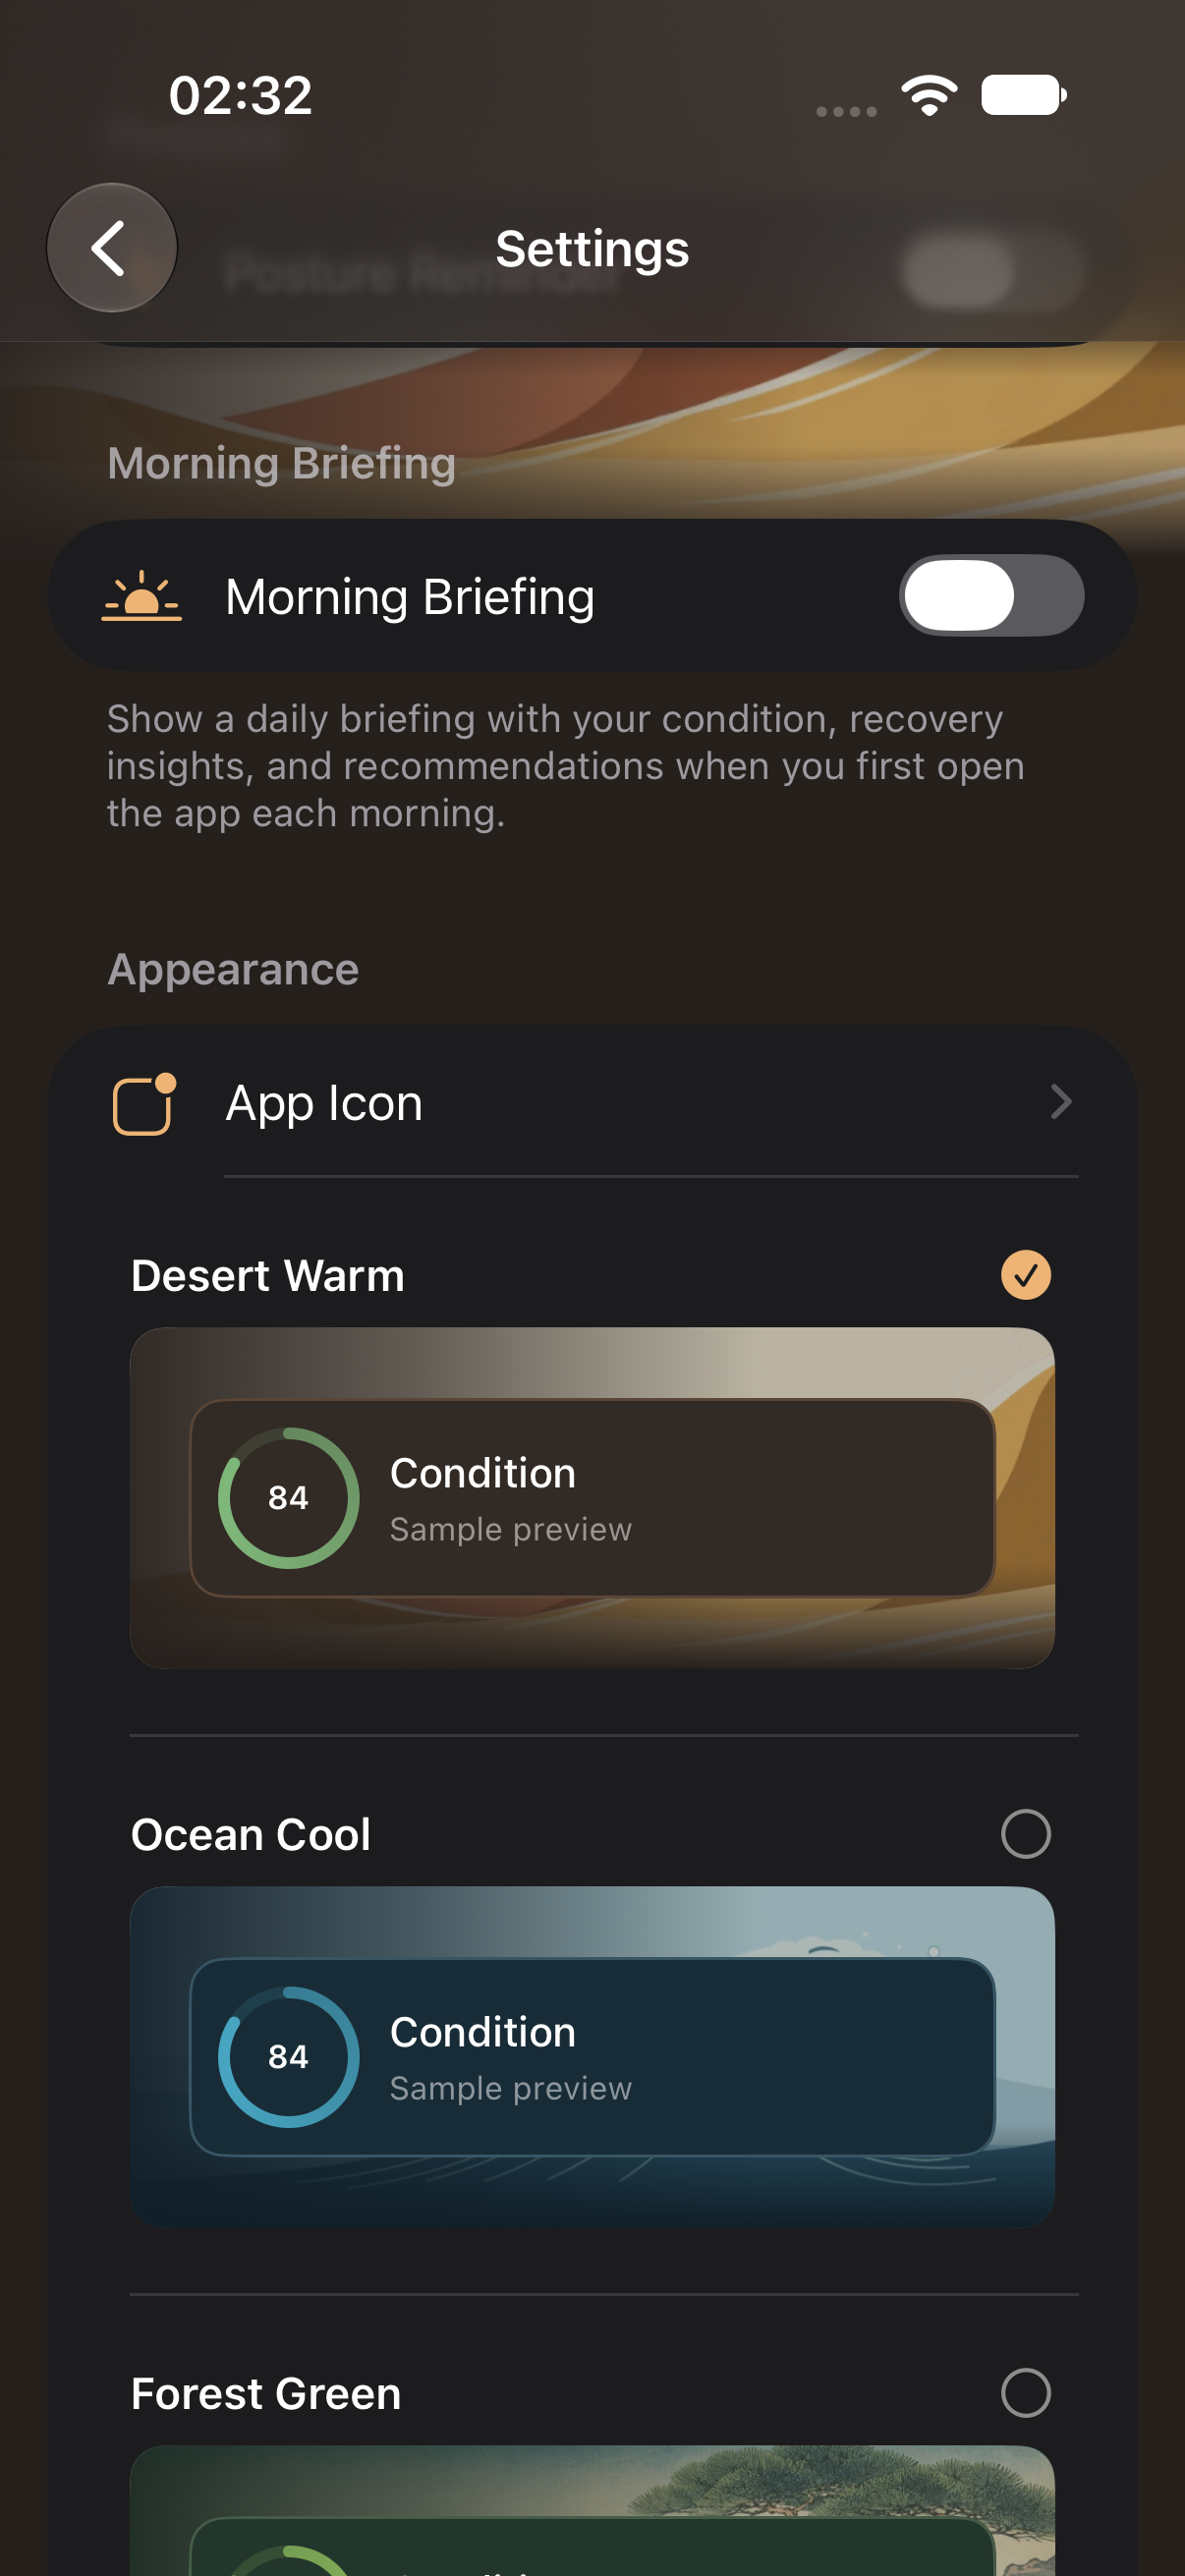 02:32
Settings
Posture Reminder
Morning Briefing
Morning Briefing
Show a daily briefing with your condition, recovery
insights, and recommendations when you first open
the app each morning.
Appearance
App Icon
Desert Warm
84
Condition
Sample preview
Ocean Cool
84
Condition
Sample preview
Forest Green